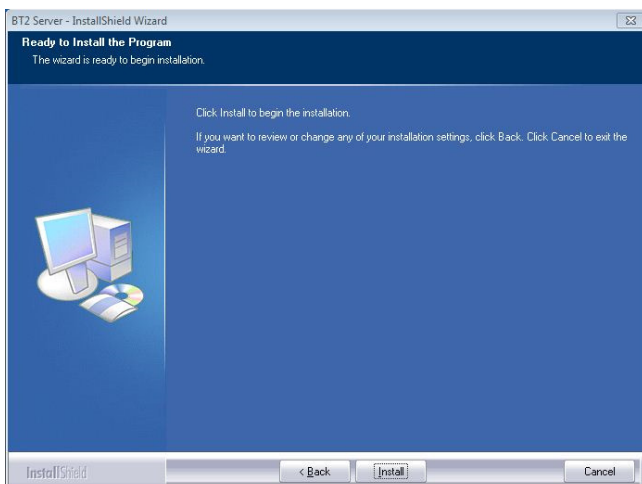 BT2 Server - InstallShield Wizard
Ready to Install the Program
The wizard is ready to begin installation.
Click Install to begin the installation.
If you want to review or change any of your installation settings, click Back. Click Cancel to exit the
wizard.
InstallShield
< Back
Install
Cancel